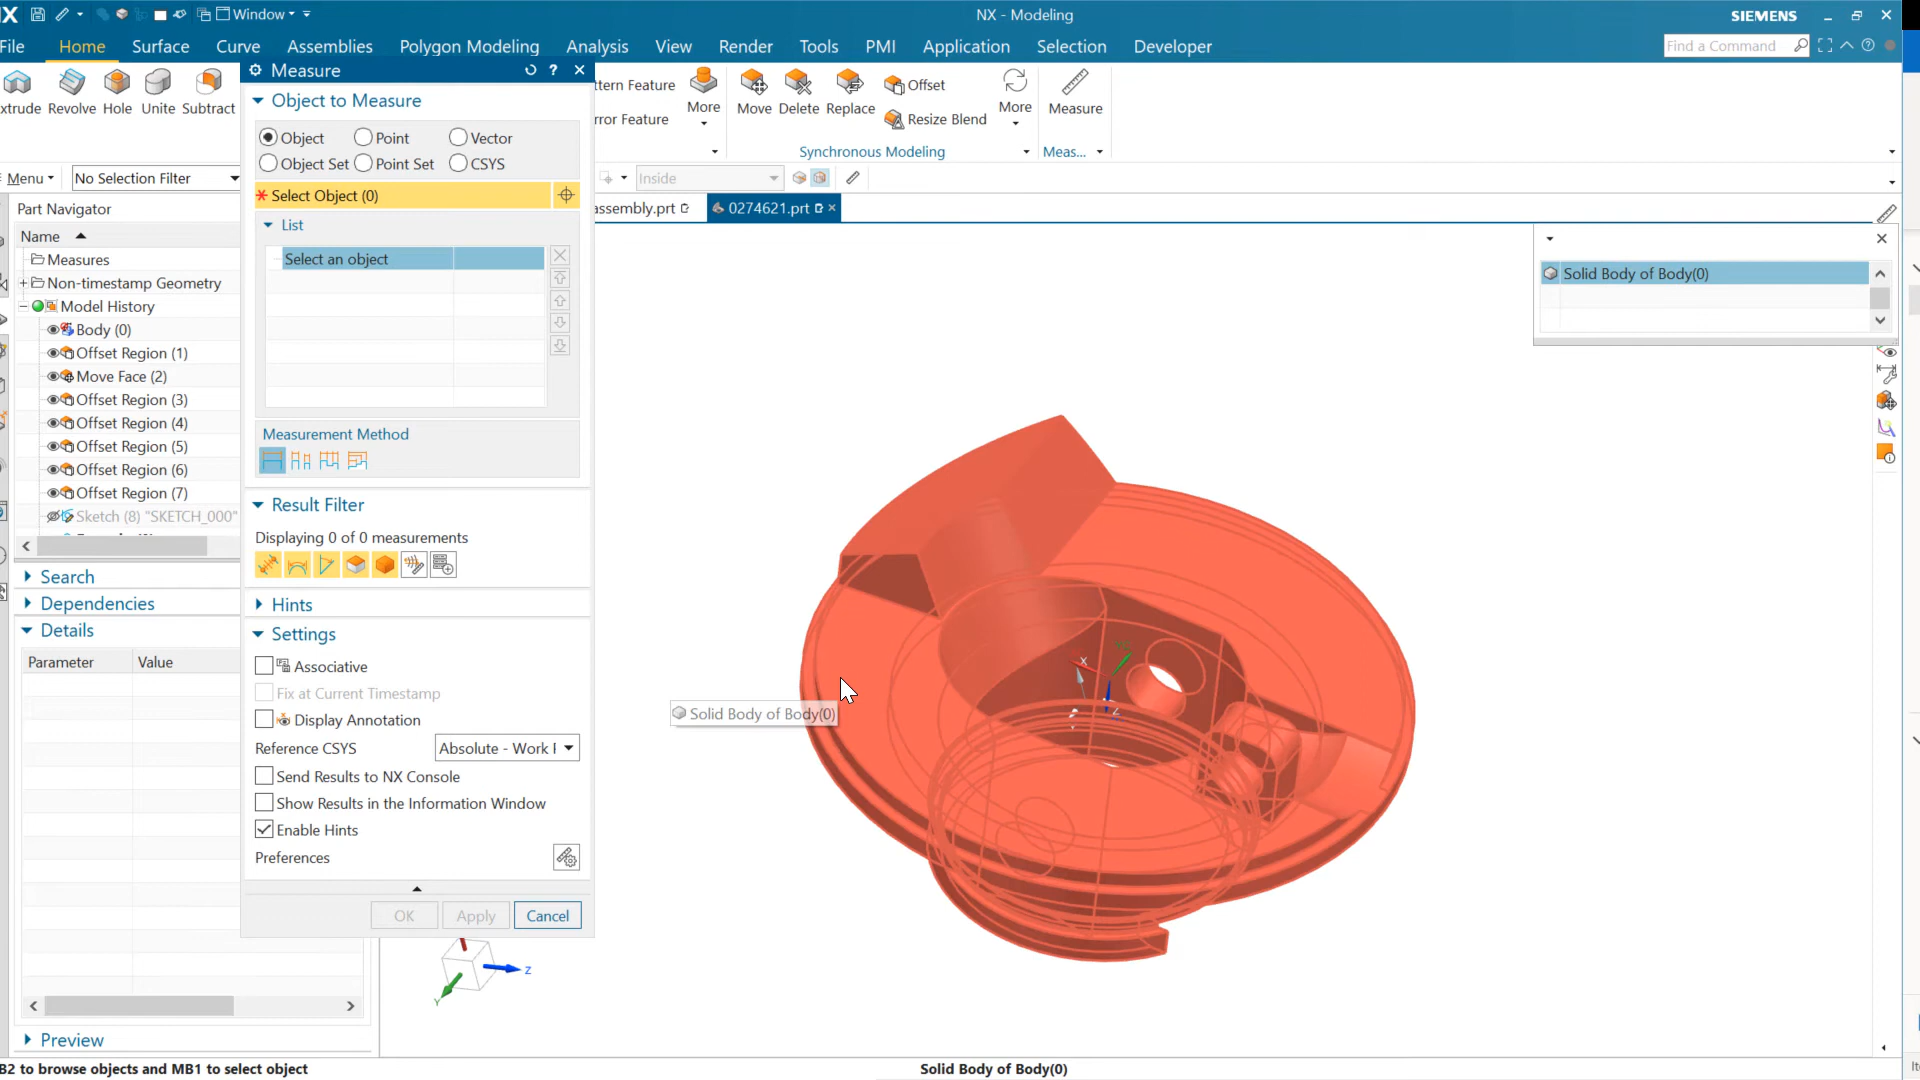 NX
Window
NX - Modeling
SIEMENS
File
Home
Surface
Curve
Assemblies
Polygon Modeling
Analysis
View
Render
Tools
PMI
Application
Selection
Developer
Find a Command
xtrude
Revolve
Hole
Unite
Subtract
ttern Feature
rror Feature
More
Move
Delete
Replace
Offset
Resize Blend
More
Measure
Synchronous Modeling
Meas...
Menu
No Selection Filter
Inside
Part Navigator
Name
Measures
Non-timestamp Geometry
Model History
Body (0)
Offset Region (1)
Move Face (2)
Offset Region (3)
Offset Region (4)
Offset Region (5)
Offset Region (6)
Offset Region (7)
Sketch (8) "SKETCH_000"
Search
Dependencies
Details
Parameter
Value
Preview
Measure
Object to Measure
Object
Point
Vector
Object Set
Point Set
CSYS
* Select Object (0)
List
Select an object
Measurement Method
Result Filter
Displaying 0 of 0 measurements
Hints
Settings
Associative
Fix at Current Timestamp
Display Annotation
Reference CSYS
Absolute - Work
Send Results to NX Console
Show Results in the Information Window
Enable Hints
Preferences
OK
Apply
Cancel
assembly.prt
0274621.prt
Solid Body of Body(0)
Solid Body of Body(0)
X
Z
Z
Y
B2 to browse objects and MB1 to select object
Solid Body of Body(0)